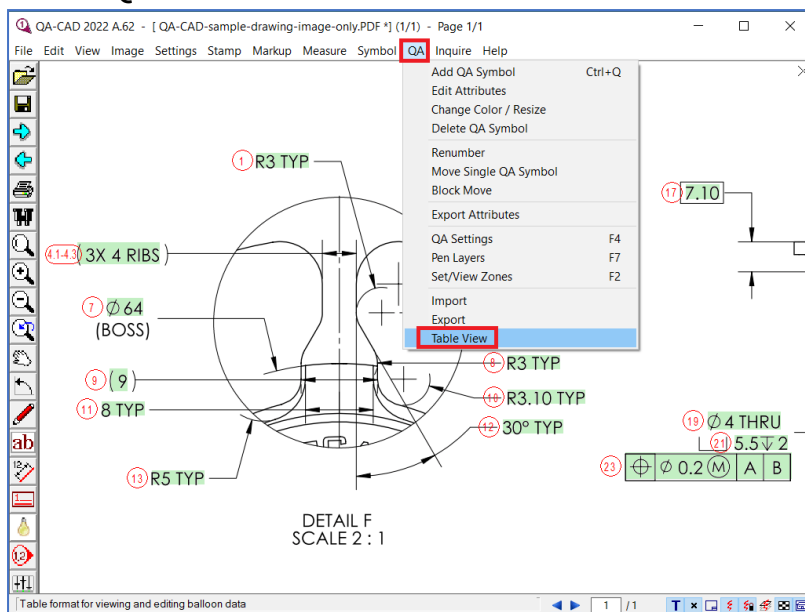 QA-CAD 2022 A.62 - [ QA-CAD-sample-drawing-image-only.PDF *] (1/1) - Page 1/1
File Edit View Image Settings Stamp Markup Measure Symbol QA Inquire Help
Add QA Symbol Ctrl+Q
Edit Attributes
Change Color / Resize
Delete QA Symbol
Renumber
Move Single QA Symbol
Block Move
Export Attributes
QA Settings F4
Pen Layers F7
Set/View Zones F2
Import
Export
Table View
1 R3 TYP
17 7.10
4.1-4.3 3X 4 RIBS )
7 Ø 64
(BOSS)
8 R3 TYP
9 ( 9 )
10 R3.10 TYP
11 8 TYP
12 30° TYP
19 Ø 4 THRU
21 5.5↧ 2
23 ⌖ Ø 0.2 Ⓜ A B
13 R5 TYP
DETAIL F
SCALE 2 : 1
ab
1,2
Table format for viewing and editing balloon data
1 / 1 T